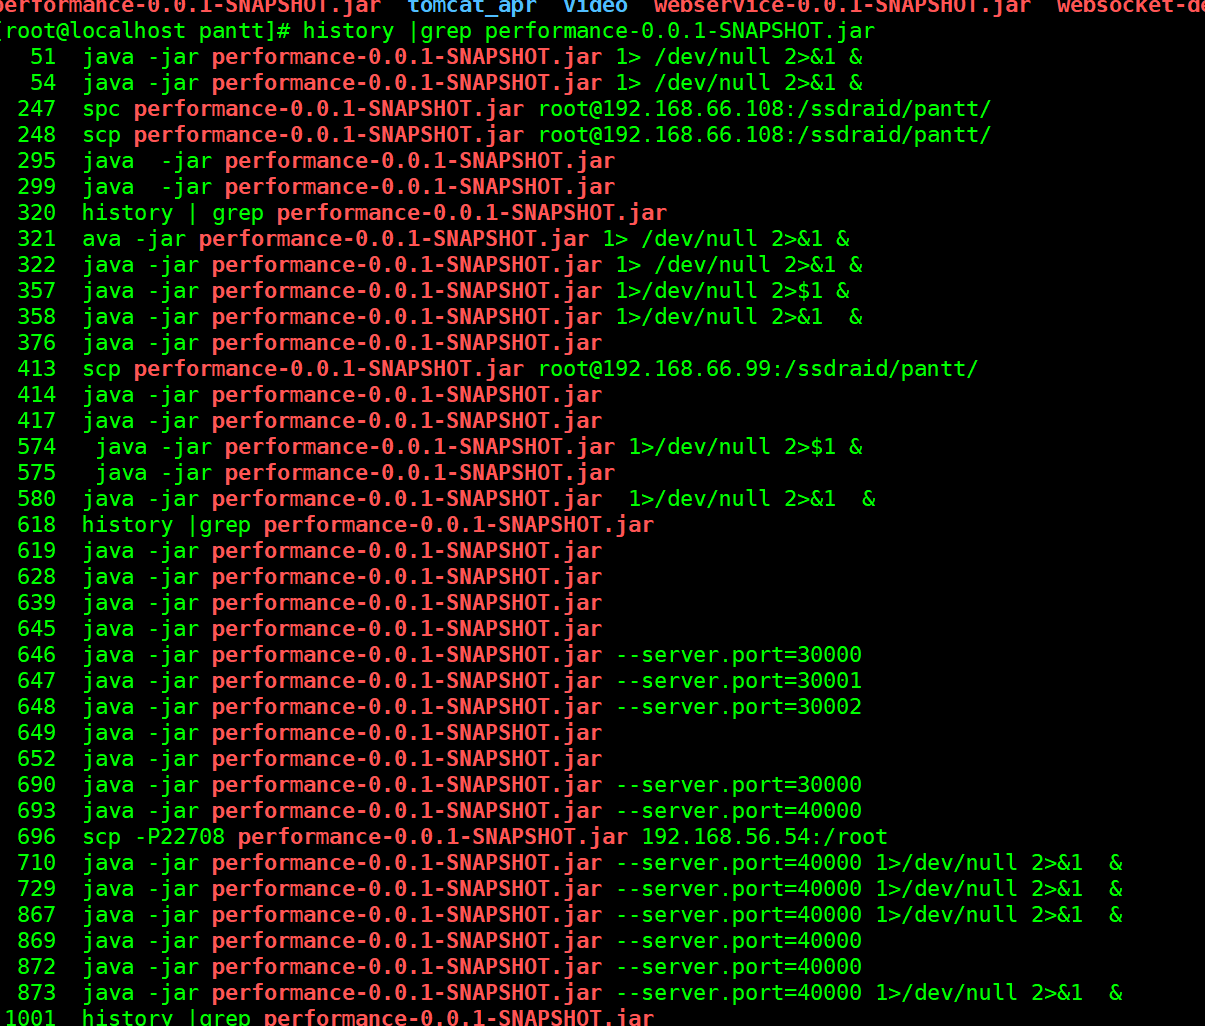 performance-0.0.1-SNAPSHOT.jar  tomcat_apr  video  webservice-0.0.1-SNAPSHOT.jar  websocket-de
[root@localhost pantt]# history |grep performance-0.0.1-SNAPSHOT.jar
51  java -jar performance-0.0.1-SNAPSHOT.jar 1> /dev/null 2>&1 &
54  java -jar performance-0.0.1-SNAPSHOT.jar 1> /dev/null 2>&1 &
247  spc performance-0.0.1-SNAPSHOT.jar root@192.168.66.108:/ssdraid/pantt/
248  scp performance-0.0.1-SNAPSHOT.jar root@192.168.66.108:/ssdraid/pantt/
295  java  -jar performance-0.0.1-SNAPSHOT.jar
299  java  -jar performance-0.0.1-SNAPSHOT.jar
320  history | grep performance-0.0.1-SNAPSHOT.jar
321  ava -jar performance-0.0.1-SNAPSHOT.jar 1> /dev/null 2>&1 &
322  java -jar performance-0.0.1-SNAPSHOT.jar 1> /dev/null 2>&1 &
357  java -jar performance-0.0.1-SNAPSHOT.jar 1>/dev/null 2>$1 &
358  java -jar performance-0.0.1-SNAPSHOT.jar 1>/dev/null 2>&1  &
376  java -jar performance-0.0.1-SNAPSHOT.jar
413  scp performance-0.0.1-SNAPSHOT.jar root@192.168.66.99:/ssdraid/pantt/
414  java -jar performance-0.0.1-SNAPSHOT.jar
417  java -jar performance-0.0.1-SNAPSHOT.jar
574   java -jar performance-0.0.1-SNAPSHOT.jar 1>/dev/null 2>$1 &
575   java -jar performance-0.0.1-SNAPSHOT.jar
580  java -jar performance-0.0.1-SNAPSHOT.jar  1>/dev/null 2>&1  &
618  history |grep performance-0.0.1-SNAPSHOT.jar
619  java -jar performance-0.0.1-SNAPSHOT.jar
628  java -jar performance-0.0.1-SNAPSHOT.jar
639  java -jar performance-0.0.1-SNAPSHOT.jar
645  java -jar performance-0.0.1-SNAPSHOT.jar
646  java -jar performance-0.0.1-SNAPSHOT.jar --server.port=30000
647  java -jar performance-0.0.1-SNAPSHOT.jar --server.port=30001
648  java -jar performance-0.0.1-SNAPSHOT.jar --server.port=30002
649  java -jar performance-0.0.1-SNAPSHOT.jar
652  java -jar performance-0.0.1-SNAPSHOT.jar
690  java -jar performance-0.0.1-SNAPSHOT.jar --server.port=30000
693  java -jar performance-0.0.1-SNAPSHOT.jar --server.port=40000
696  scp -P22708 performance-0.0.1-SNAPSHOT.jar 192.168.56.54:/root
710  java -jar performance-0.0.1-SNAPSHOT.jar --server.port=40000 1>/dev/null 2>&1  &
729  java -jar performance-0.0.1-SNAPSHOT.jar --server.port=40000 1>/dev/null 2>&1  &
867  java -jar performance-0.0.1-SNAPSHOT.jar --server.port=40000 1>/dev/null 2>&1  &
869  java -jar performance-0.0.1-SNAPSHOT.jar --server.port=40000
872  java -jar performance-0.0.1-SNAPSHOT.jar --server.port=40000
873  java -jar performance-0.0.1-SNAPSHOT.jar --server.port=40000 1>/dev/null 2>&1  &
1001  history |grep performance-0.0.1-SNAPSHOT.jar